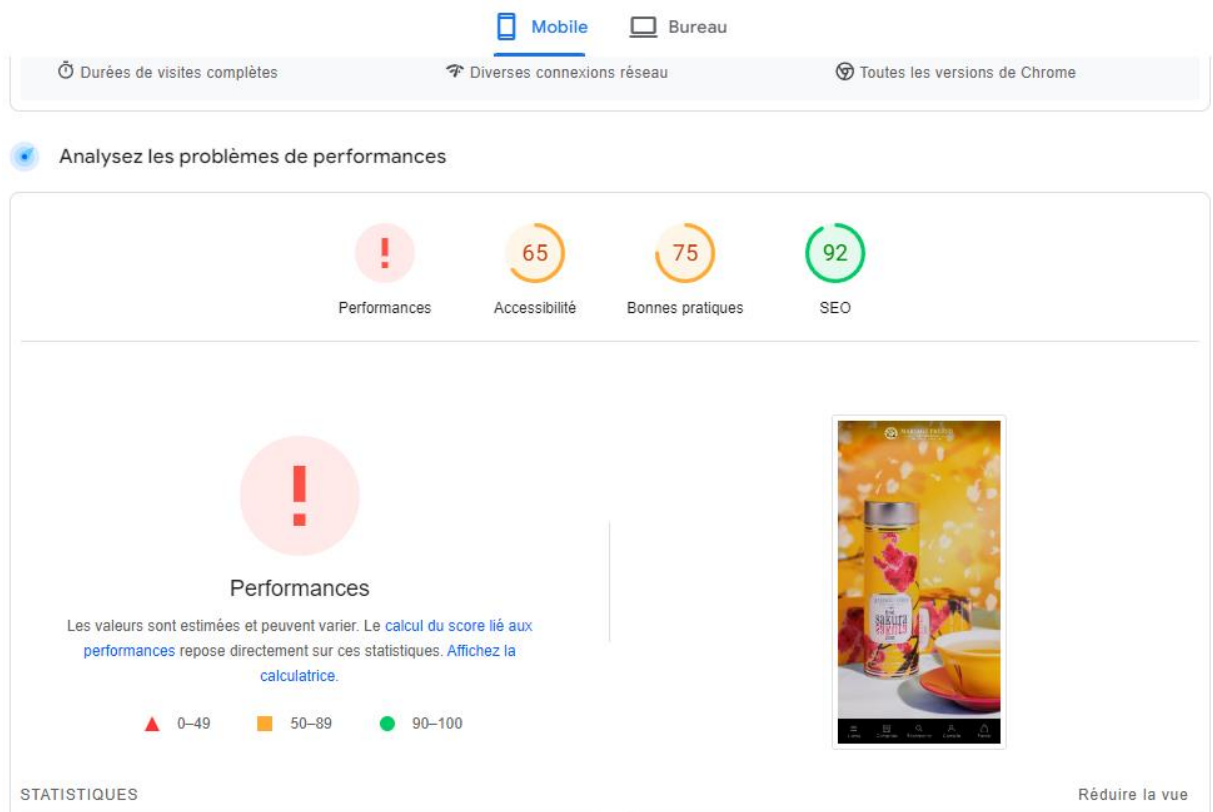 Mobile
Bureau
Durées de visites complètes
Diverses connexions réseau
Toutes les versions de Chrome
Analysez les problèmes de performances
!
65
75
92
Performances
Accessibilité
Bonnes pratiques
SEO
!
Performances
Les valeurs sont estimées et peuvent varier. Le calcul du score lié aux
performances repose directement sur ces statistiques. Affichez la
calculatrice.
0–49
50–89
90–100
sakura
STATISTIQUES
Réduire la vue